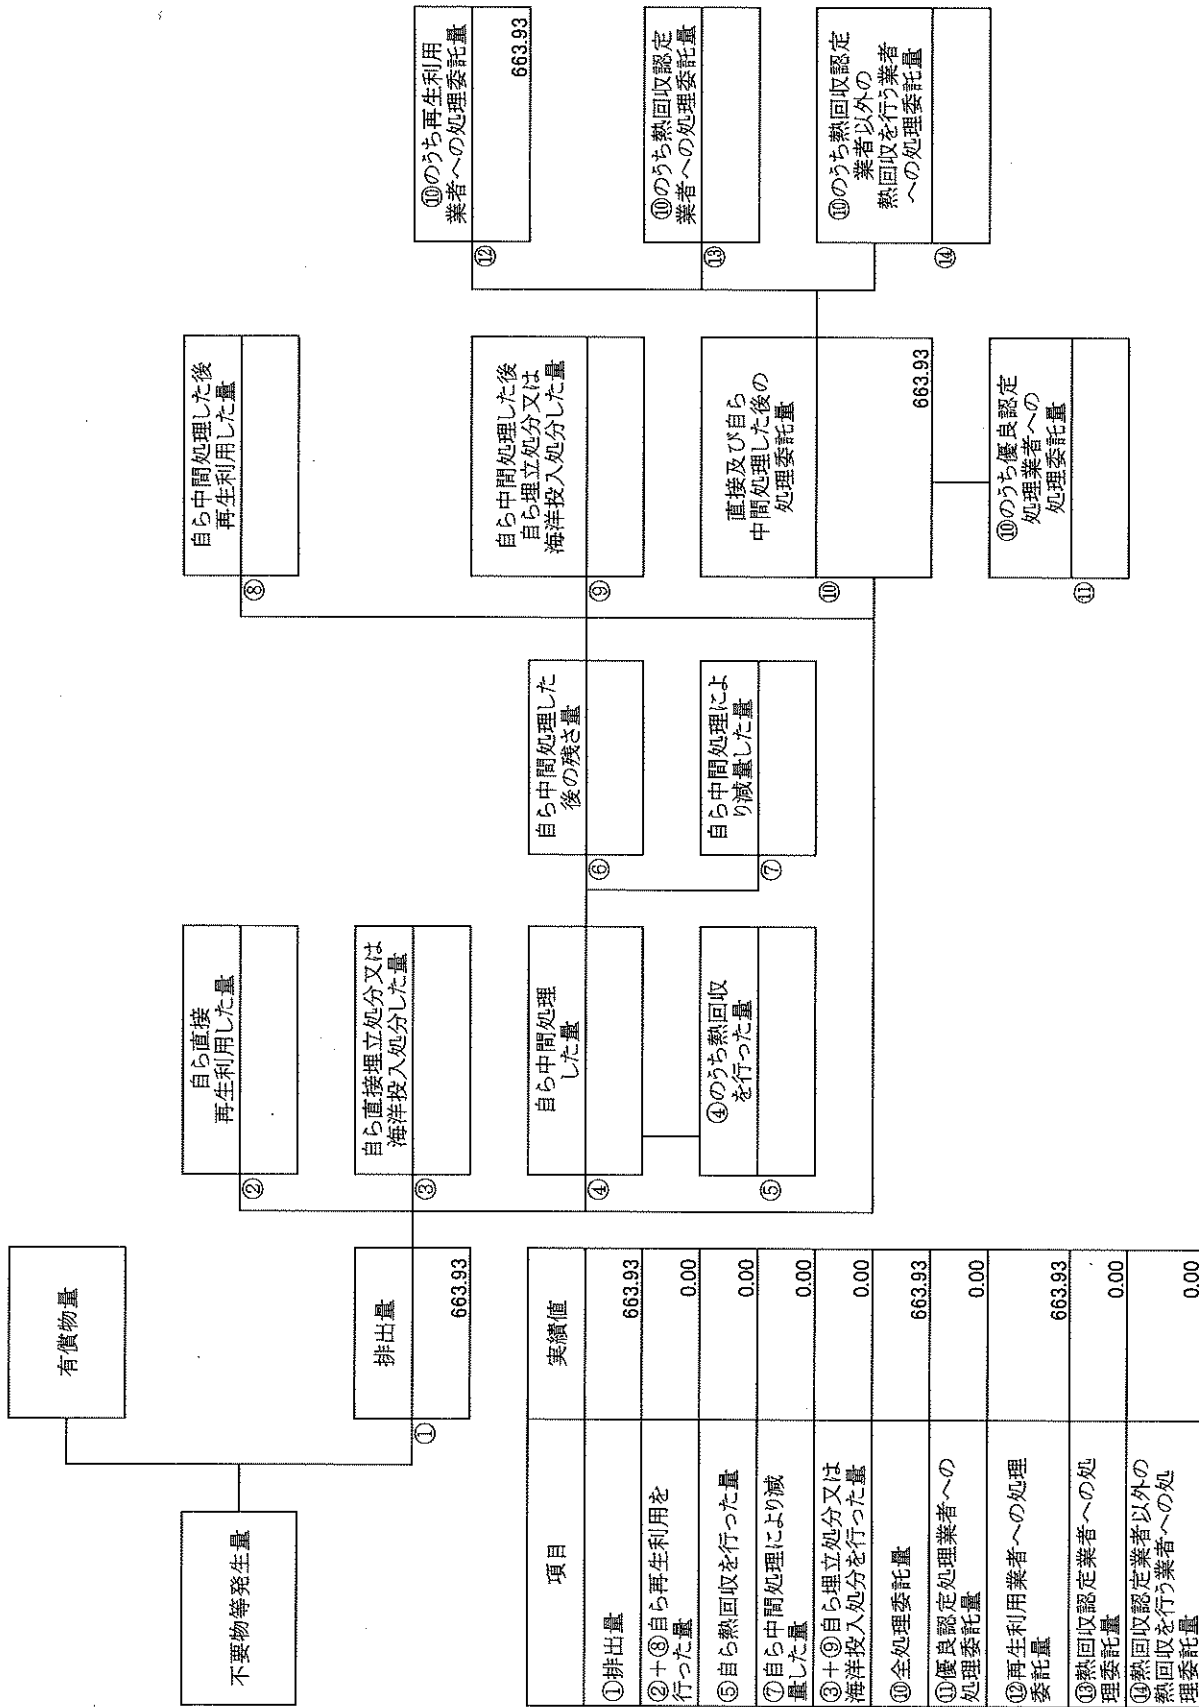 不要物等発生量
有償物量
排出量
①
663.93
自ら直接
再生利用した量
②
自ら直接埋立処分又は
海洋投入処分した量
③
自ら中間処理
した量
④
④のうち熱回収
を行った量
⑤
自ら中間処理した
後の残さ量
⑥
自ら中間処理によ
り減量した量
⑦
自ら中間処理した後
再生利用した量
⑧
自ら中間処理した後
自ら埋立処分又は
海洋投入処分した量
⑨
直接及び自ら
中間処理した後の
処理委託量
⑩
663.93
⑩のうち優良認定
処理業者への
処理委託量
⑪
⑩のうち再生利用
業者への処理委託量
⑫
663.93
⑩のうち熱回収認定
業者への処理委託量
⑬
⑩のうち熱回収認定
業者以外の
熱回収を行う業者
への処理委託量
⑭
項目 実績値
①排出量 663.93
②+⑧自ら再生利用を
行った量 0.00
⑤自ら熱回収を行った量 0.00
⑦自ら中間処理により減
量した量 0.00
③+⑨自ら埋立処分又は
海洋投入処分を行った量 0.00
⑩全処理委託量 663.93
⑪優良認定処理業者への
処理委託量 0.00
⑫再生利用業者への処理
委託量 663.93
⑬熱回収認定業者への処
理委託量 0.00
⑭熱回収認定業者以外の
熱回収を行う業者への処
理委託量 0.00